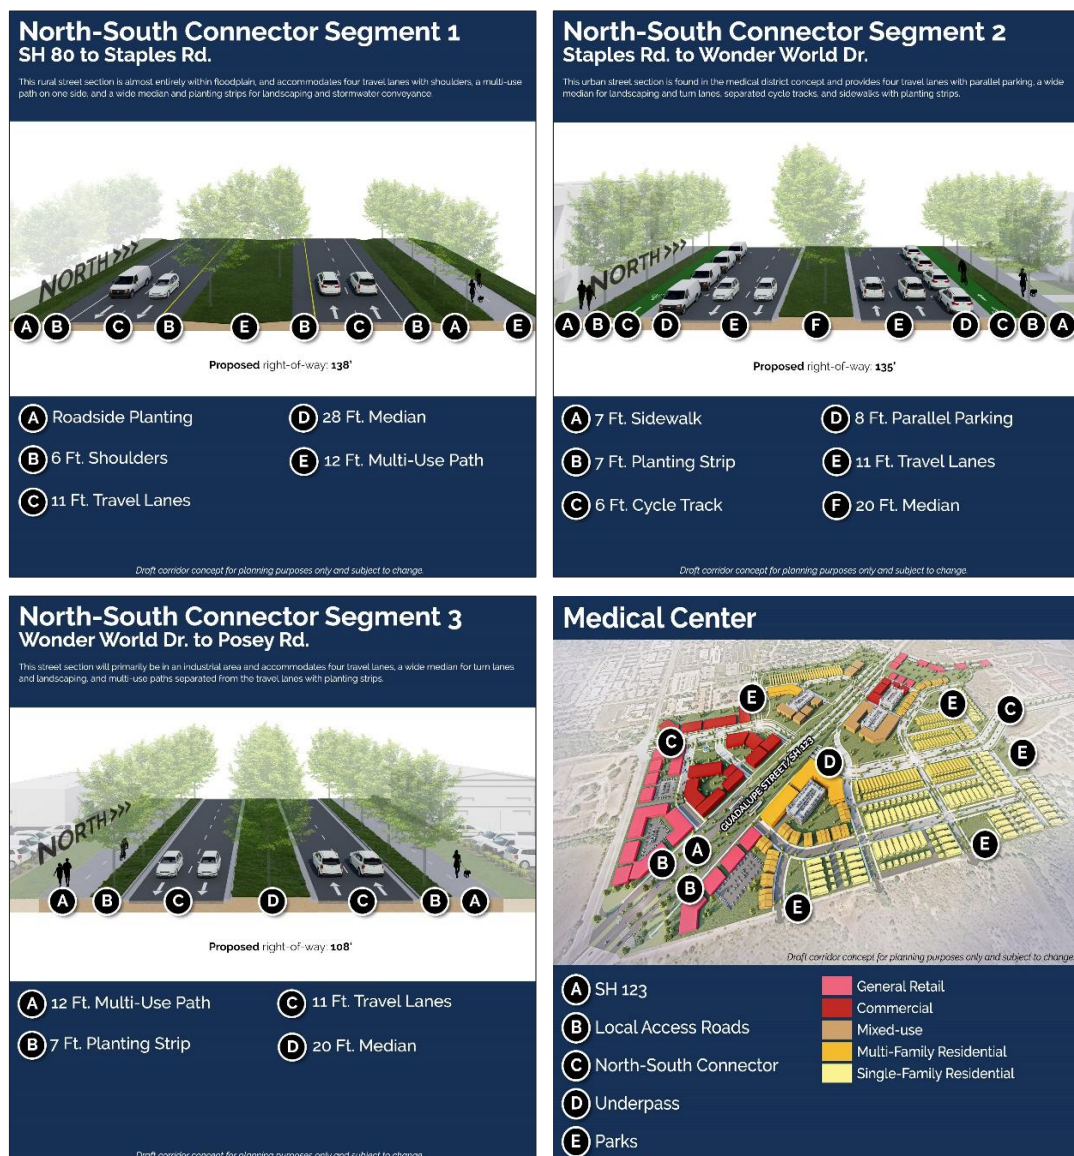 North-South Connector Segment 1
SH 80 to Staples Rd.
This rural street section is almost entirely within floodplain, and accommodates four travel lanes with shoulders, a multi-use
path on one side, and a wide median and planting strips for landscaping and stormwater conveyance.
NORTH >>>
A B C B E B C B A E
Proposed right-of-way: 138'
A Roadside Planting
B 6 Ft. Shoulders
C 11 Ft. Travel Lanes
D 28 Ft. Median
E 12 Ft. Multi-Use Path
Draft corridor concept for planning purposes only and subject to change.
North-South Connector Segment 2
Staples Rd. to Wonder World Dr.
This urban street section is found in the medical district concept and provides four travel lanes with parallel parking, a wide
median for landscaping and turn lanes, separated cycle tracks, and sidewalks with planting strips.
NORTH >>>
A B C D E F E D C B A
Proposed right-of-way: 135'
A 7 Ft. Sidewalk
B 7 Ft. Planting Strip
C 6 Ft. Cycle Track
D 8 Ft. Parallel Parking
E 11 Ft. Travel Lanes
F 20 Ft. Median
Draft corridor concept for planning purposes only and subject to change.
North-South Connector Segment 3
Wonder World Dr. to Posey Rd.
This street section will primarily be in an industrial area and accommodates four travel lanes, a wide median for turn lanes
and landscaping, and multi-use paths separated from the travel lanes with planting strips.
NORTH >>>
A B C D C B A
Proposed right-of-way: 108'
A 12 Ft. Multi-Use Path
B 7 Ft. Planting Strip
C 11 Ft. Travel Lanes
D 20 Ft. Median
Draft corridor concept for planning purposes only and subject to change.
Medical Center
E
E
C
C
E
D
GUADALUPE STREET/SH 123
B
A
E
B
E
Draft corridor concept for planning purposes only and subject to change.
A SH 123
B Local Access Roads
C North-South Connector
D Underpass
E Parks
General Retail
Commercial
Mixed-use
Multi-Family Residential
Single-Family Residential